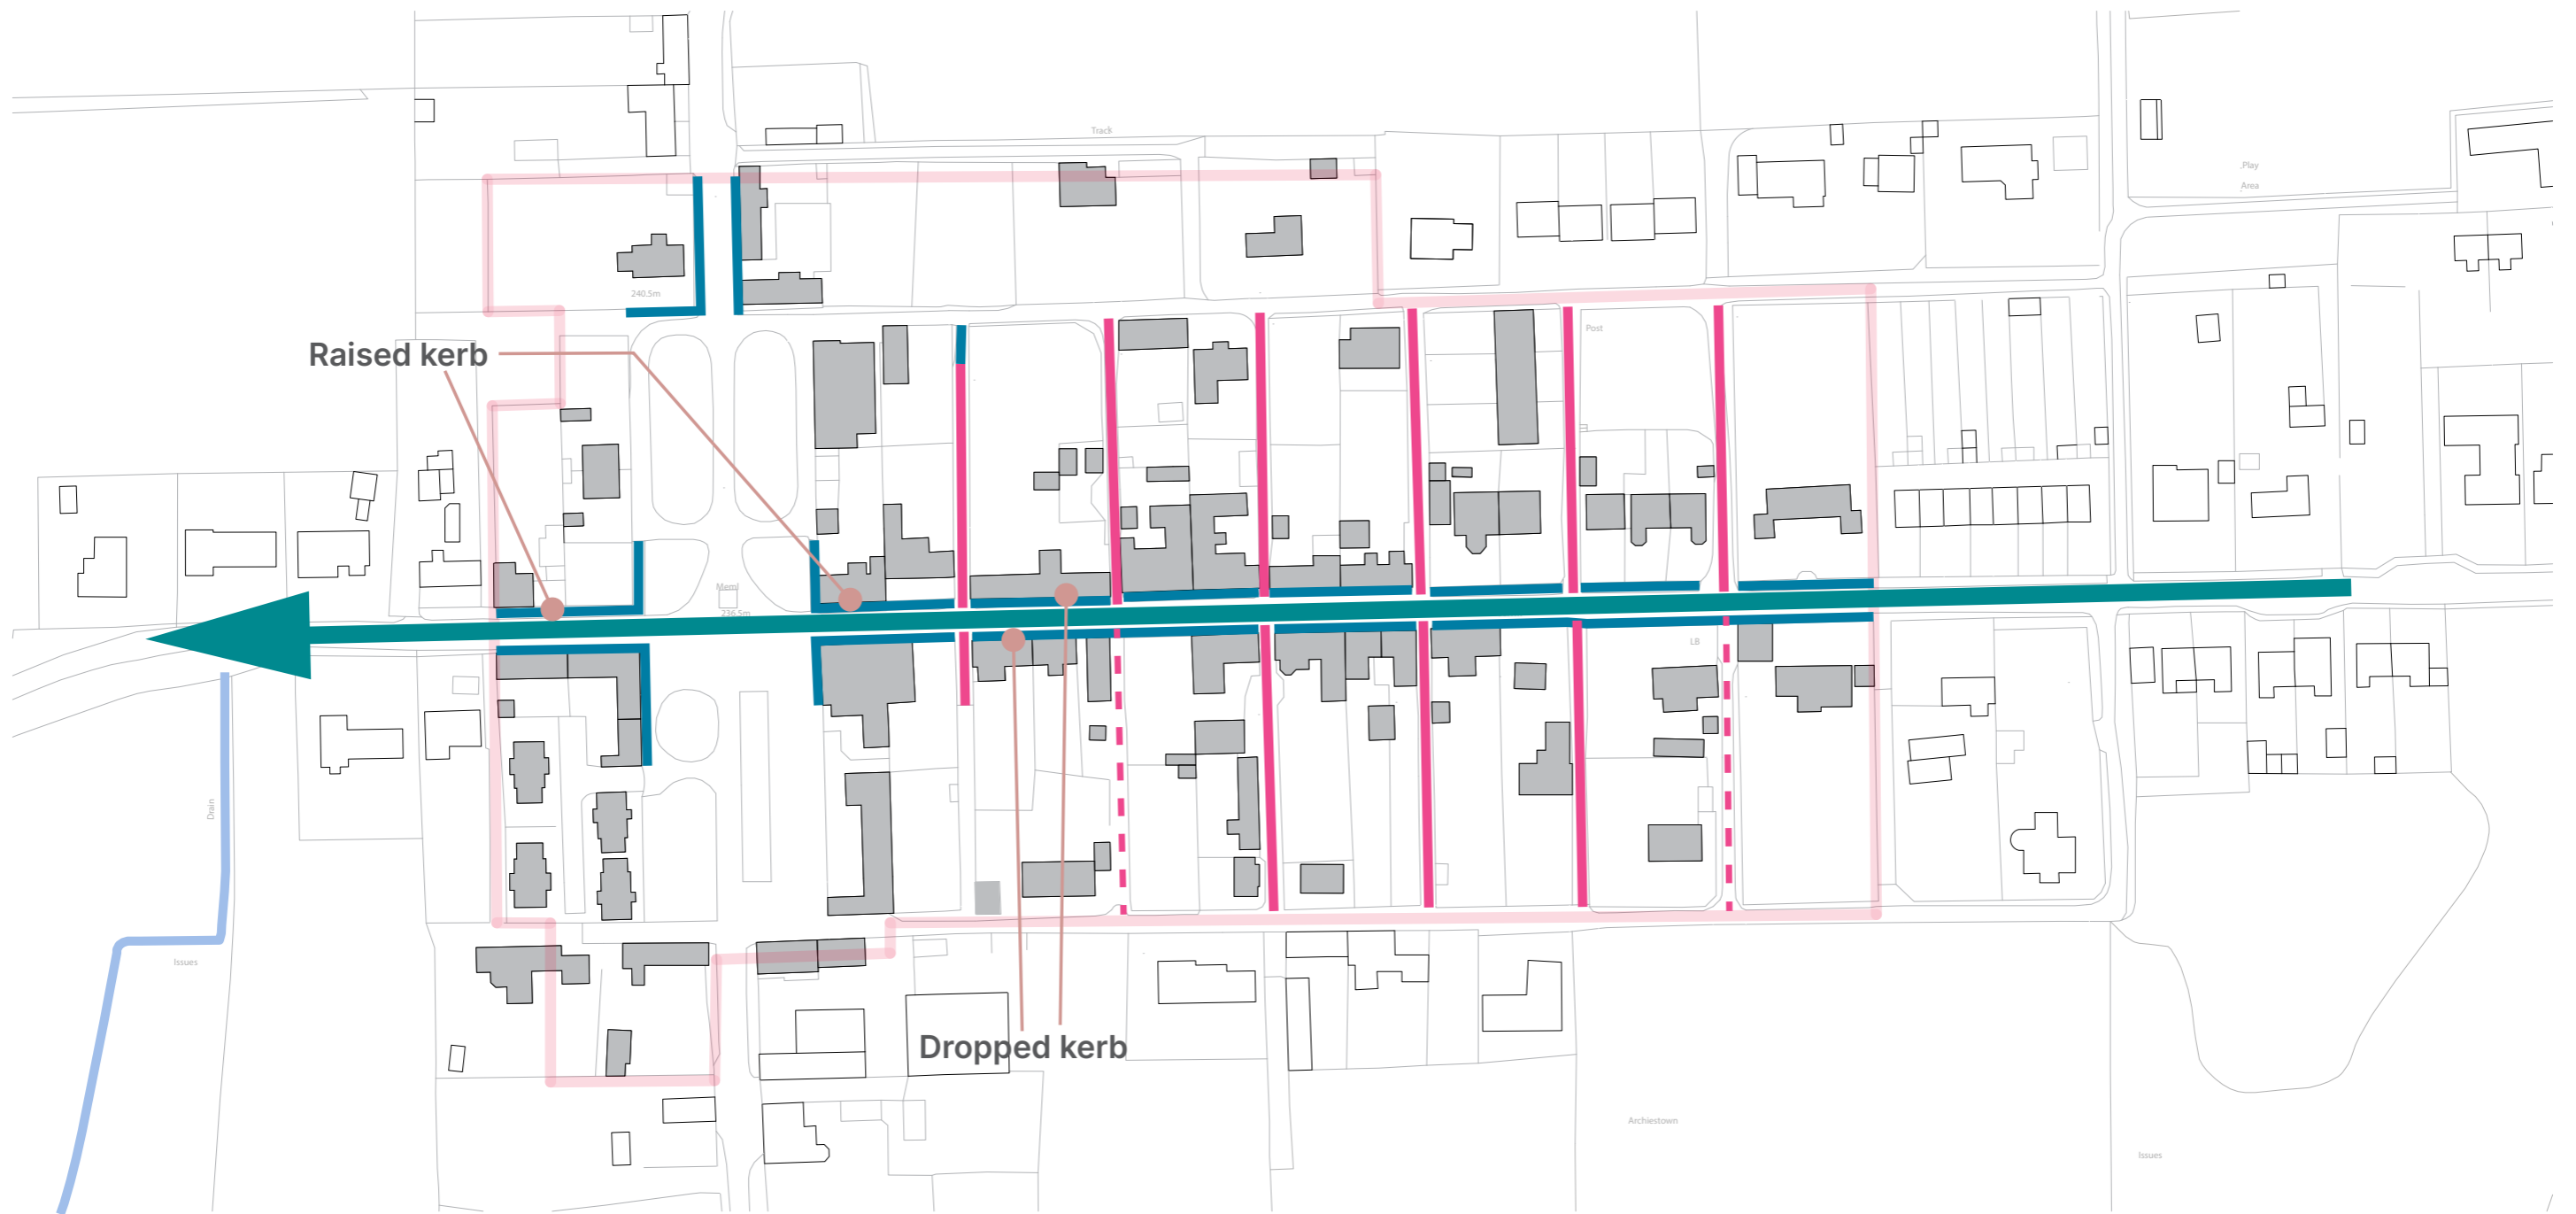 Track
Play
Area
240.5m
Post
Raised kerb
Meml
236.5m
LB
Drain
Issues
Dropped kerb
Archiestown
Issues